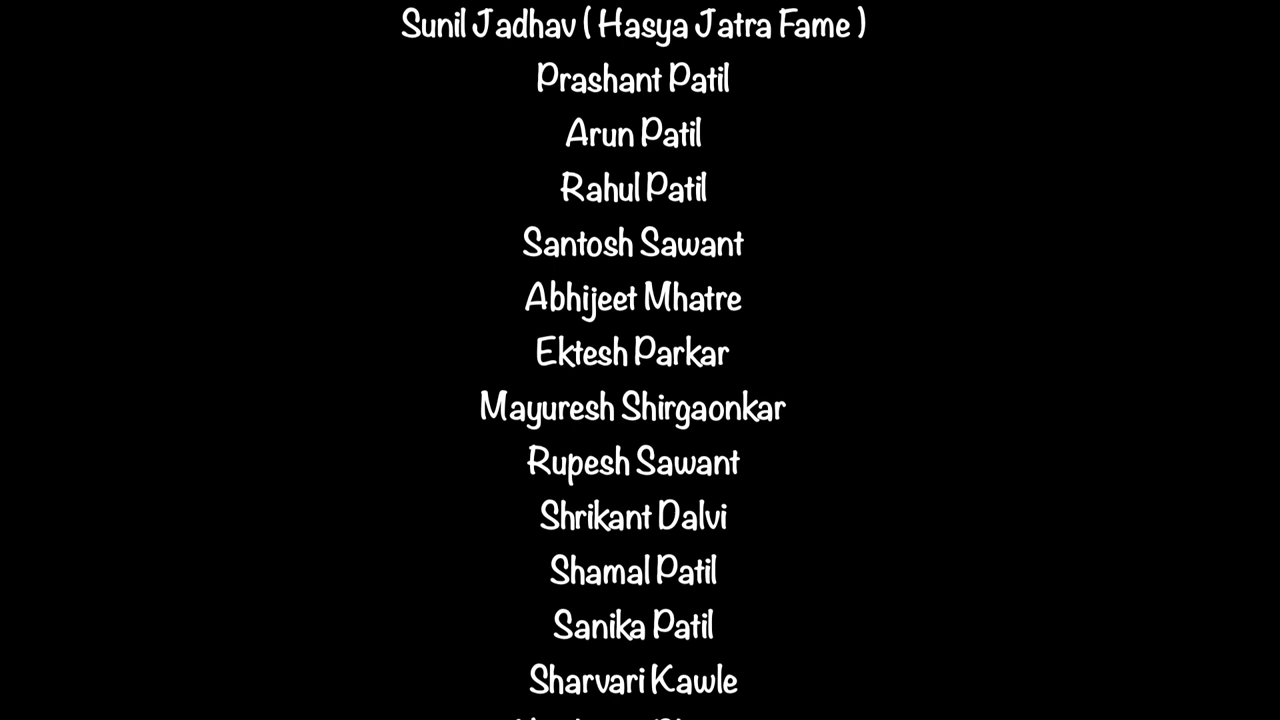 Sunil Jadhav ( Hasya Jatra Fame )
Prashant Patil
Arun Patil
Rahul Patil
Santosh Sawant
Abhijeet Mhatre
Ektesh Parkar
Mayuresh Shirgaonkar
Rupesh Sawant
Shrikant Dalvi
Shamal Patil
Sanika Patil
Sharvari Kawle